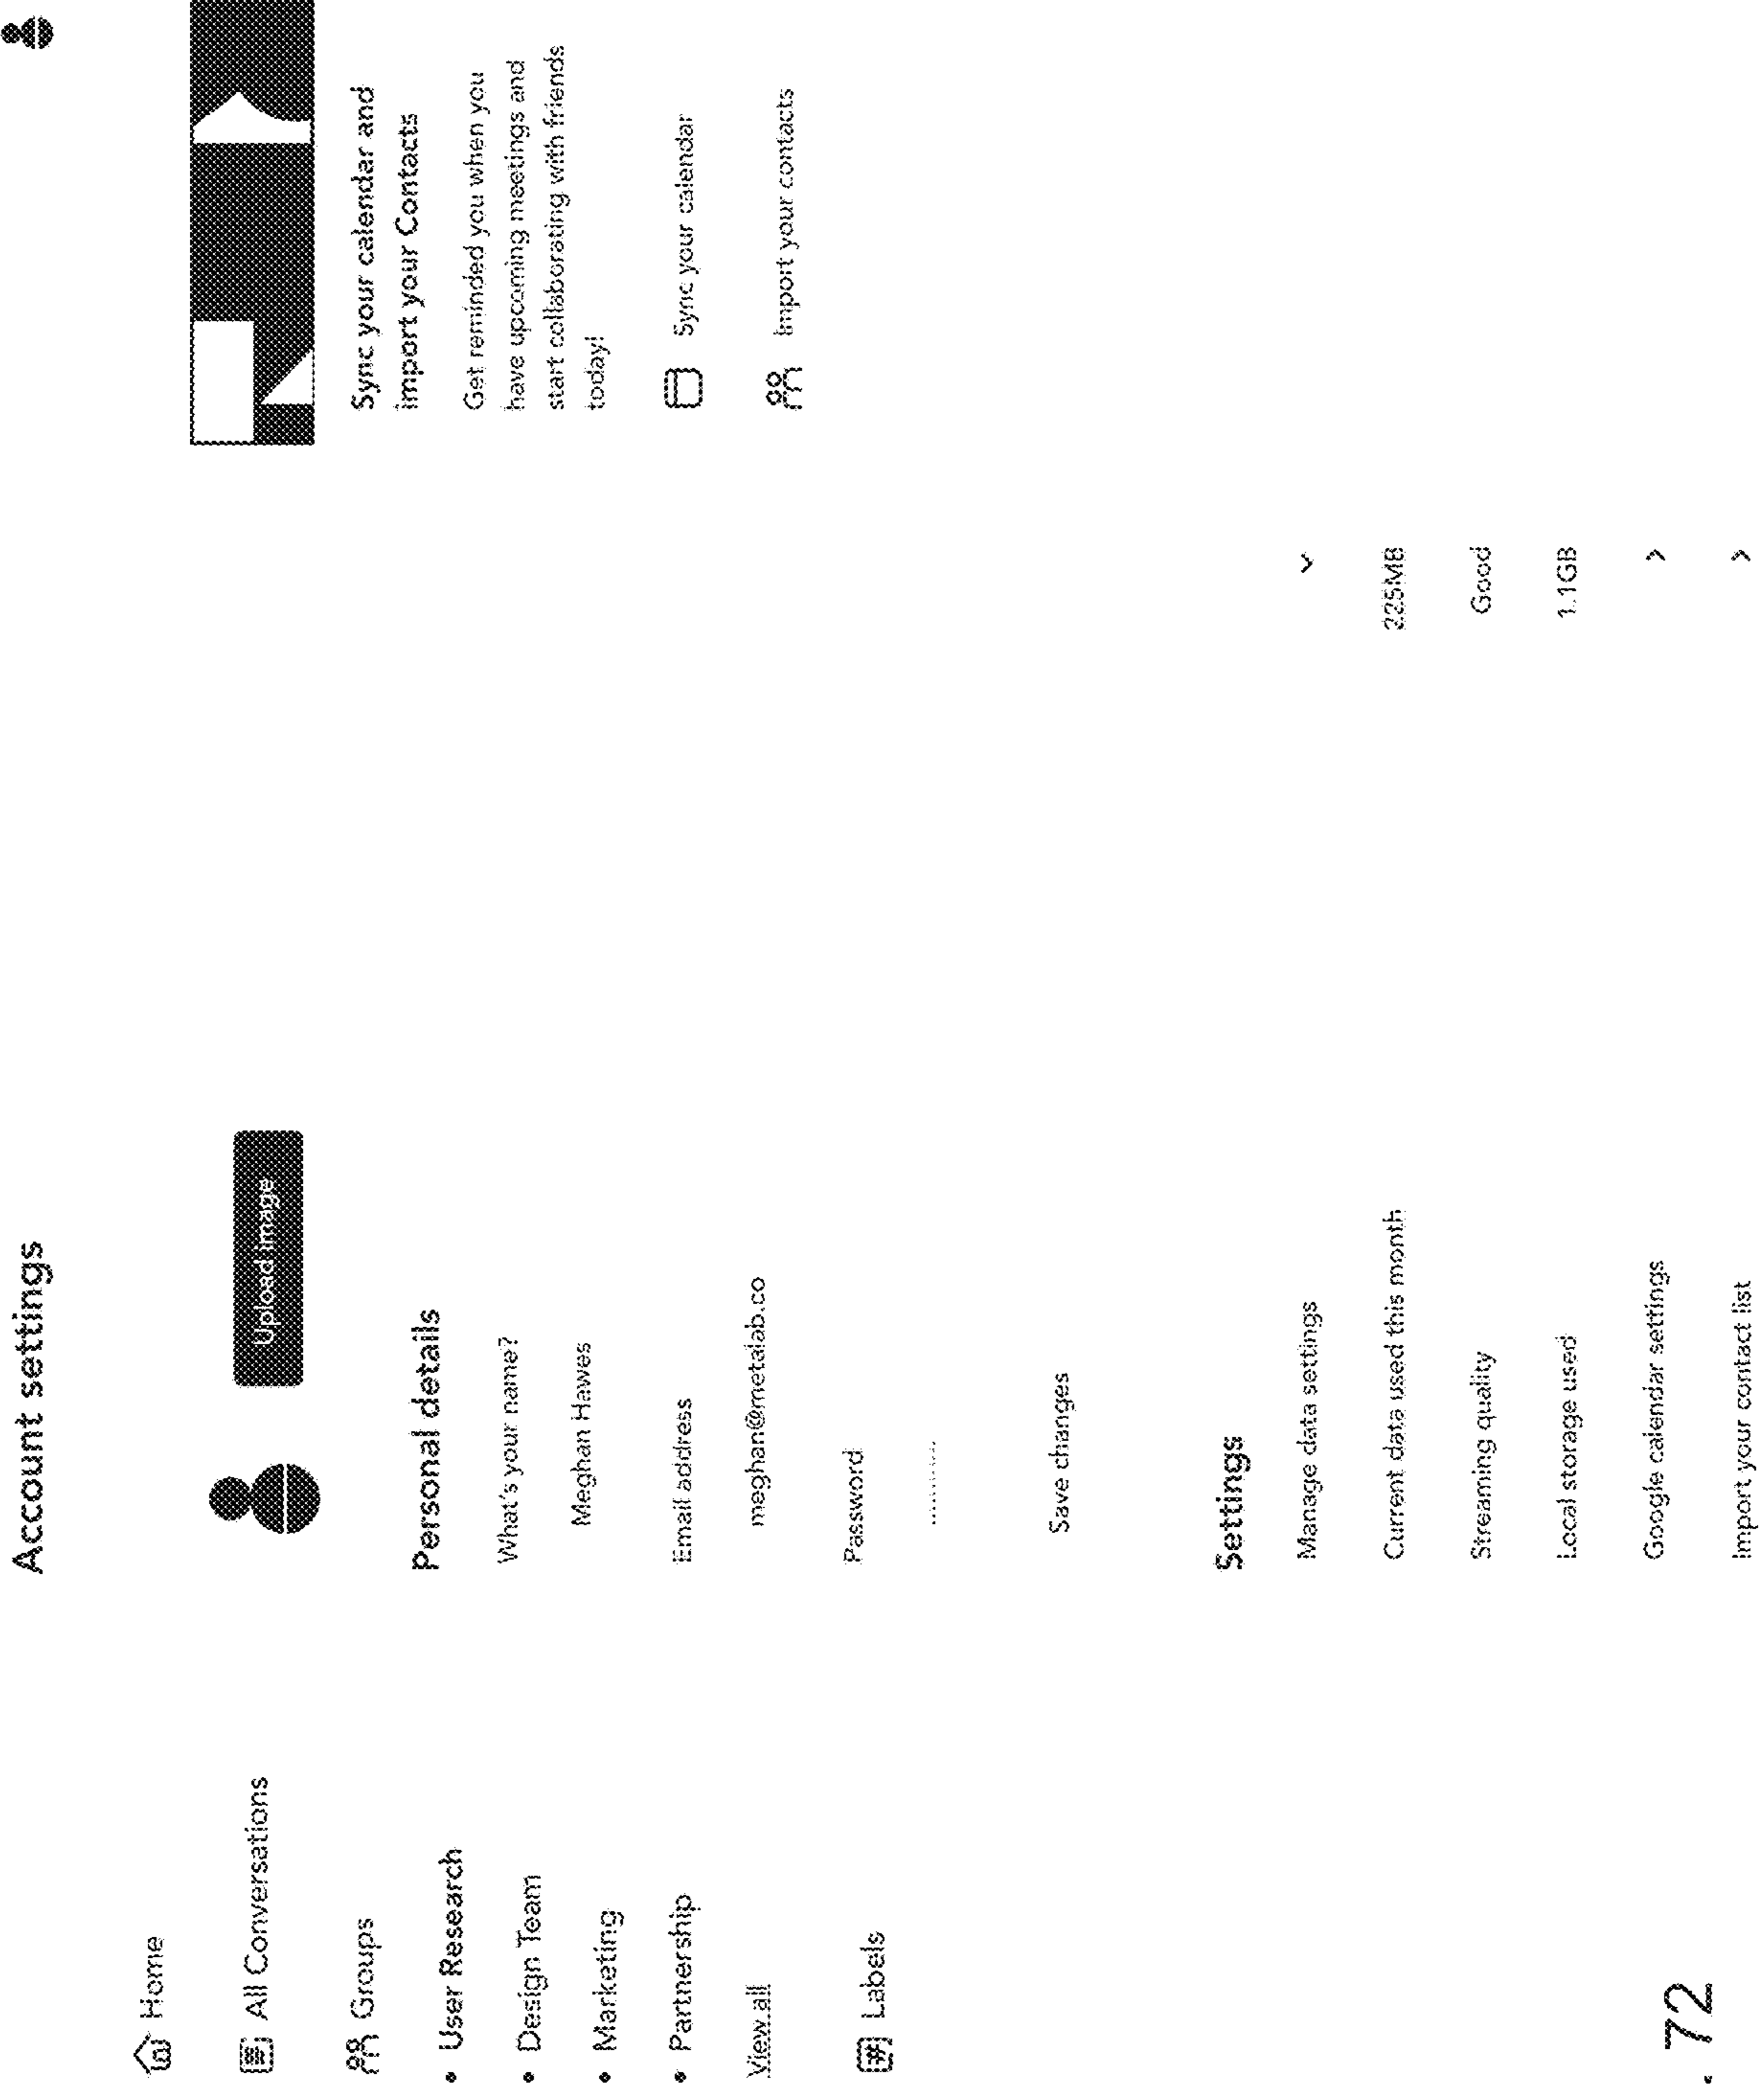 Account settings
Home
All Conversations
Groups
• User Research
• Design Team
• Marketing
• Partnership
View all
Labels
Upload image
Personal details
What's your name?
Meghan Hawes
Email address
meghan@metalab.co
Password
..........
Save changes
Settings
Manage data settings
Current data used this month 225MB
Streaming quality Good
Local storage used 1.1GB
Google calendar settings
Import your contact list
Sync your calendar and
import your Contacts
Get reminded you when you
have upcoming meetings and
start collaborating with friends
today!
Sync your calendar
Import your contacts
. 72